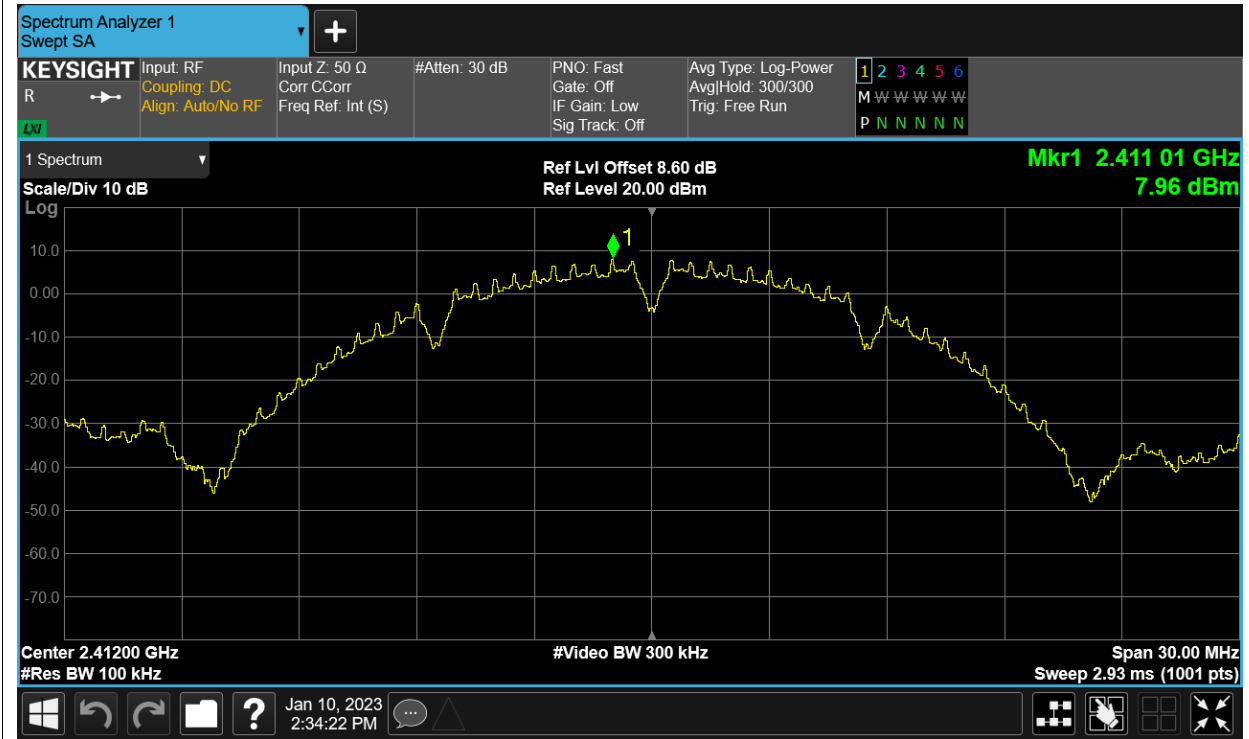 Spectrum Analyzer 1
Swept SA
+
KEYSIGHT
R
LXI
Input: RF
Coupling: DC
Align: Auto/No RF
Input Z: 50 Ω
Corr CCorr
Freq Ref: Int (S)
#Atten: 30 dB
PNO: Fast
Gate: Off
IF Gain: Low
Sig Track: Off
Avg Type: Log-Power
Avg|Hold: 300/300
Trig: Free Run
1 2 3 4 5 6
M W W W W W
P N N N N N
1 Spectrum
Scale/Div 10 dB
Ref Lvl Offset 8.60 dB
Ref Level 20.00 dBm
Mkr1 2.411 01 GHz
7.96 dBm
Log
1
10.0
0.00
-10.0
-20.0
-30.0
-40.0
-50.0
-60.0
-70.0
Center 2.41200 GHz
#Video BW 300 kHz
Span 30.00 MHz
#Res BW 100 kHz
Sweep 2.93 ms (1001 pts)
?
Jan 10, 2023
2:34:22 PM